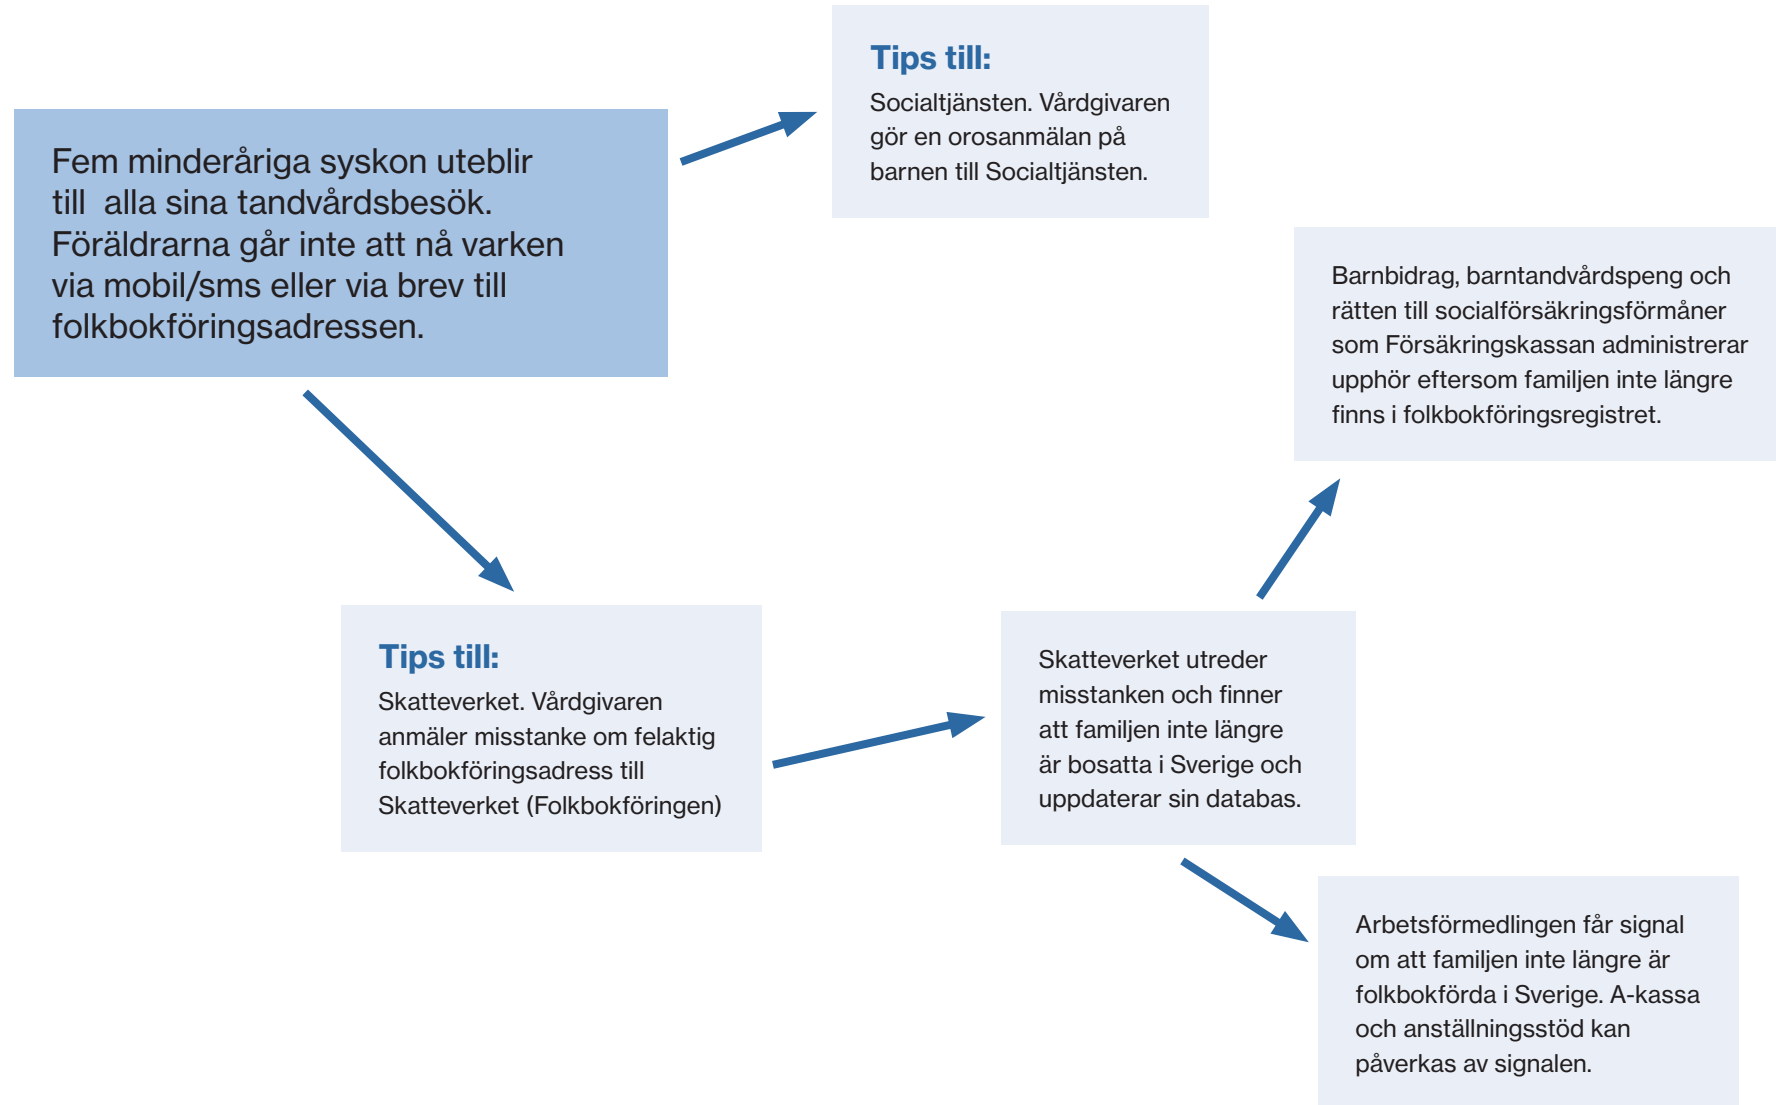 Fem minderåriga syskon uteblir
till  alla sina tandvårdsbesök.
Föräldrarna går inte att nå varken
via mobil/sms eller via brev till
folkbokföringsadressen.
Tips till:
Socialtjänsten. Vårdgivaren
gör en orosanmälan på
barnen till Socialtjänsten.
Tips till:
Skatteverket. Vårdgivaren
anmäler misstanke om felaktig
folkbokföringsadress till
Skatteverket (Folkbokföringen)
Skatteverket utreder
misstanken och finner
att familjen inte längre
är bosatta i Sverige och
uppdaterar sin databas.
Barnbidrag, barntandvårdspeng och
rätten till socialförsäkringsförmåner
som Försäkringskassan administrerar
upphör eftersom familjen inte längre
finns i folkbokföringsregistret.
Arbetsförmedlingen får signal
om att familjen inte längre är
folkbokförda i Sverige. A-kassa
och anställningsstöd kan
påverkas av signalen.